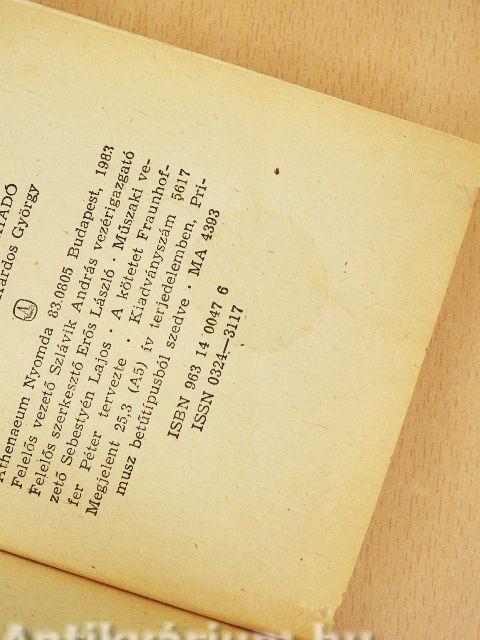 KIADÓ
Kardos György
Athenaeum Nyomda 83.0805 Budapest, 1983
Felelős vezető Szlávik András vezérigazgató
Felelős szerkesztő Erős László · Műszaki ve-
zető Sebestyén Lajos · A kötetet Fraunhof-
fer Péter tervezte · Kiadványszám 5617
Megjelent 25,3 (A5) ív terjedelemben, Pri-
musz betűtípusból szedve · MA 4393
ISBN 963 14 0047 6
ISSN 0324—3117
Antikvárium.hu